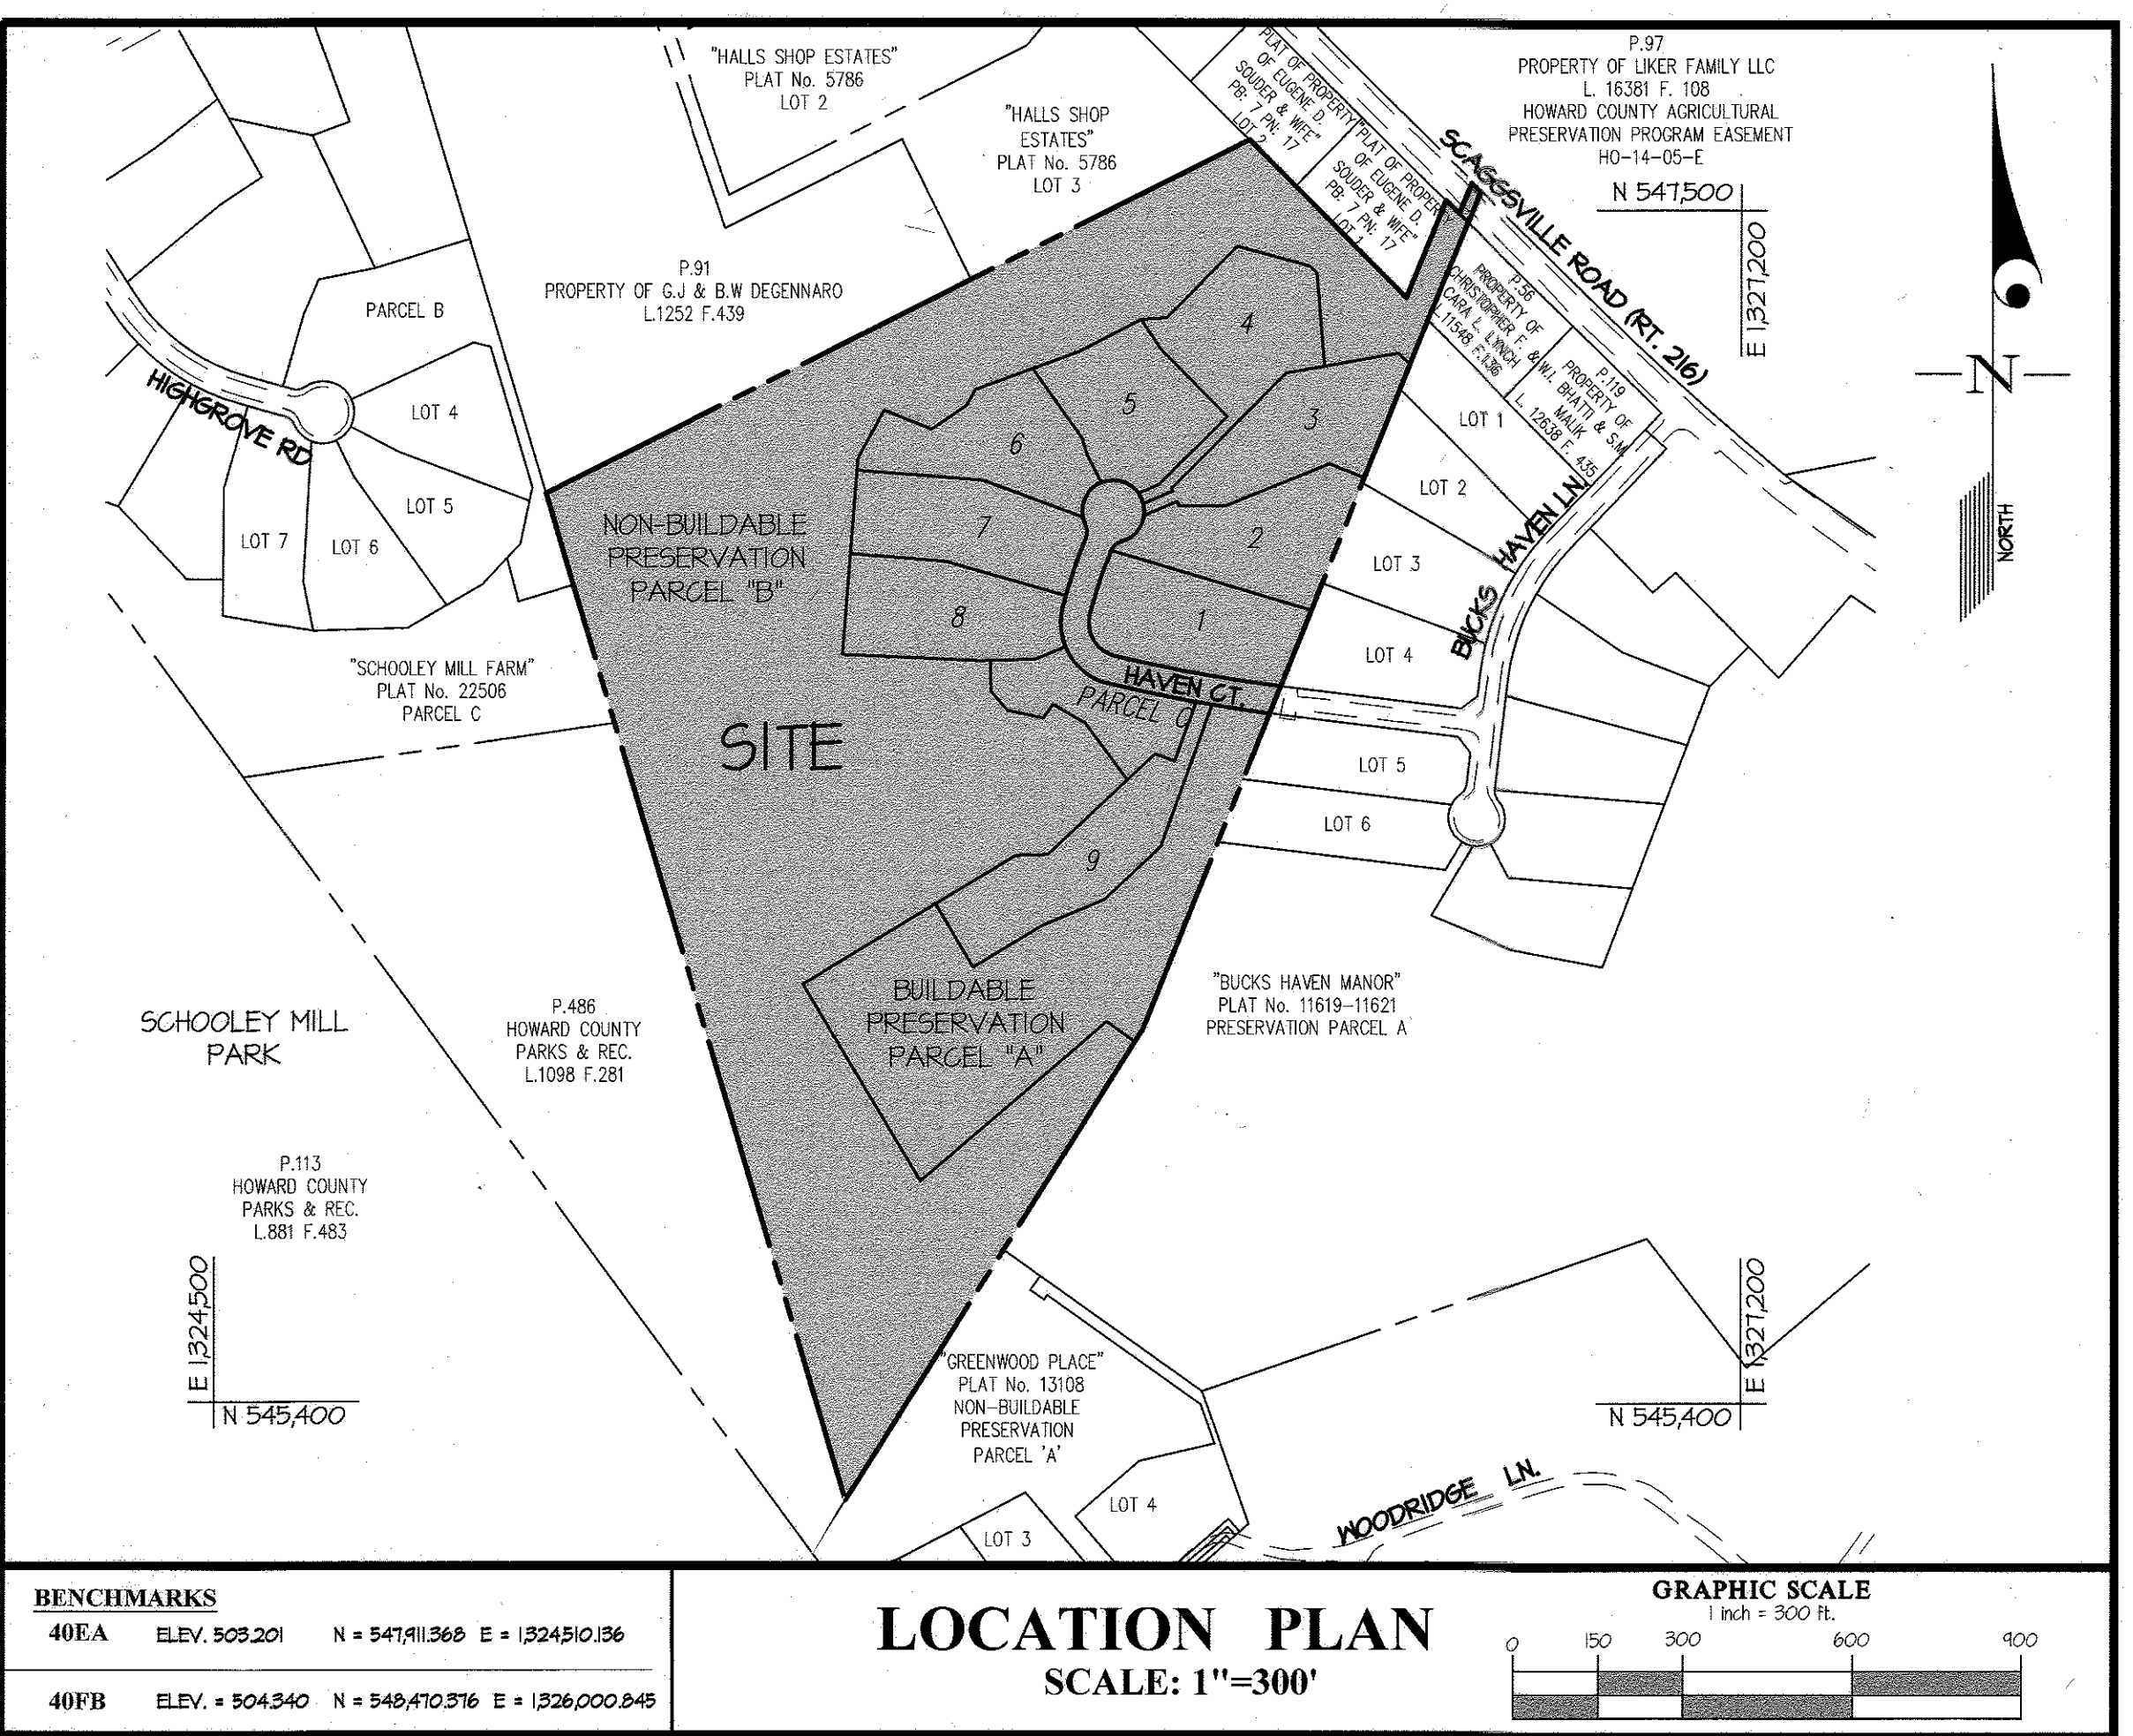 "HALLS SHOP ESTATES"
PLAT No. 5786
LOT 2
"HALLS SHOP
ESTATES"
PLAT No. 5786
LOT 3
PLAT OF PROPERTY
OF EUGENE D.
SOUDER & WIFE"
PB: 7 PN: 17
LOT 2
"PLAT OF PROPERTY
OF EUGENE D.
SOUDER & WIFE"
PB: 7 PN: 17
LOT 1
P.97
PROPERTY OF LIKER FAMILY LLC
L. 16381 F. 108
HOWARD COUNTY AGRICULTURAL
PRESERVATION PROGRAM EASEMENT
HO-14-05-E
N 547,500
E 1,327,200
SCAGGSVILLE ROAD (RT. 216)
N
NORTH
P.91
PROPERTY OF G.J & B.W DEGENNARO
L.1252 F.439
PARCEL B
HIGHGROVE RD
LOT 4
LOT 5
LOT 6
LOT 7
P.56
PROPERTY OF
CHRISTOPHER F. &
CARA L. LYNCH
L.11548 F.136
P.119
PROPERTY OF
W.I. BHATTI & S.M.
MALIK
L. 12638 F. 435
LOT 1
LOT 2
LOT 3
LOT 4
LOT 5
LOT 6
BUCKS HAVEN LN.
4
5
3
6
7
2
8
1
NON-BUILDABLE
PRESERVATION
PARCEL "B"
HAVEN CT.
PARCEL C
SITE
9
BUILDABLE
PRESERVATION
PARCEL "A"
"SCHOOLEY MILL FARM"
PLAT No. 22506
PARCEL C
SCHOOLEY MILL
PARK
P.486
HOWARD COUNTY
PARKS & REC.
L.1098 F.281
"BUCKS HAVEN MANOR"
PLAT No. 11619-11621
PRESERVATION PARCEL A
P.113
HOWARD COUNTY
PARKS & REC.
L.881 F.483
E 1,324,500
N 545,400
"GREENWOOD PLACE"
PLAT No. 13108
NON-BUILDABLE
PRESERVATION
PARCEL 'A'
LOT 3
LOT 4
WOODRIDGE LN.
E 1,327,200
N 545,400
BENCHMARKS
40EA ELEV. 503.201 N = 547,911.368 E = 1,324,510.136
40FB ELEV. = 504.340 N = 548,470.376 E = 1,326,000.845
LOCATION PLAN
SCALE: 1"=300'
GRAPHIC SCALE
1 inch = 300 ft.
0 150 300 600 900